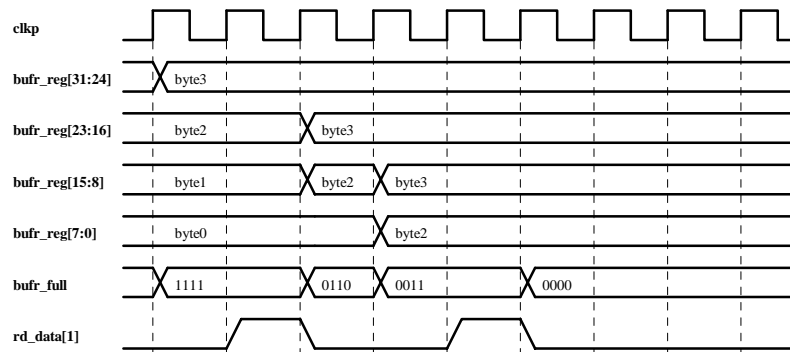 clkp
bufr_reg[31:24] byte3
bufr_reg[23:16] byte2 byte3
bufr_reg[15:8] byte1 byte2 byte3
bufr_reg[7:0] byte0 byte2
bufr_full 1111 0110 0011 0000
rd_data[1]